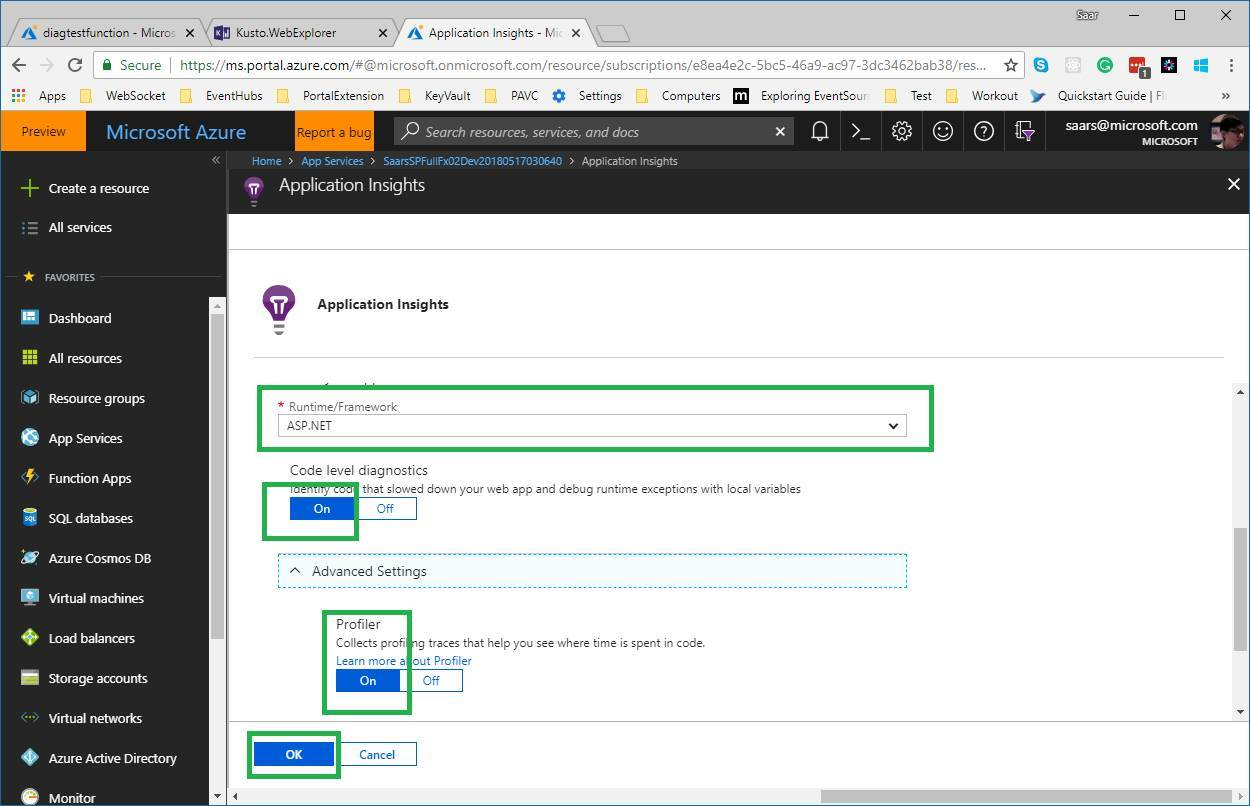 Saar
diagtestfunction - Micros
Kusto.WebExplorer
Application Insights - Mic
Secure
https://ms.portal.azure.com/#@microsoft.onmicrosoft.com/resource/subscriptions/e8ea4e2c-5bc5-46a9-ac97-3dc3462bab38/res...
1
Apps
WebSocket
EventHubs
PortalExtension
KeyVault
PAVC
Settings
Computers
m
Exploring EventSour
Test
Workout
Quickstart Guide | Fl
»
Preview
Microsoft Azure
Report a bug
Search resources, services, and docs
saars@microsoft.com
MICROSOFT
Create a resource
All services
FAVORITES
Dashboard
All resources
Resource groups
App Services
Function Apps
SQL databases
Azure Cosmos DB
Virtual machines
Load balancers
Storage accounts
Virtual networks
Azure Active Directory
Monitor
Home > App Services > SaarsSPFullFx02Dev20180517030640 > Application Insights
Application Insights
Application Insights
* Runtime/Framework
ASP.NET
Code level diagnostics
Identify code that slowed down your web app and debug runtime exceptions with local variables
On Off
Advanced Settings
Profiler
Collects profiling traces that help you see where time is spent in code.
Learn more about Profiler
On Off
OK Cancel